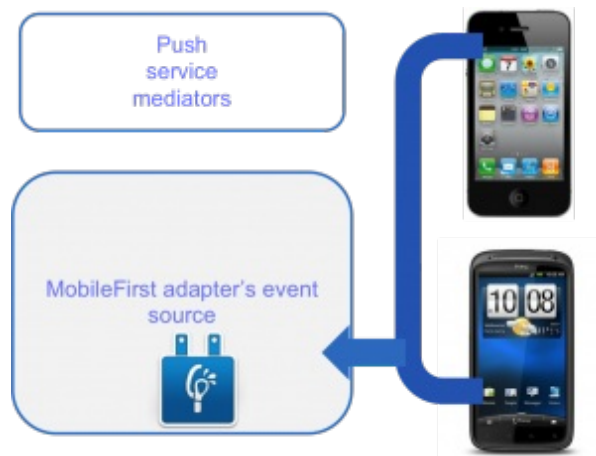 Push
service
mediators
MobileFirst adapter's event
source
10 08